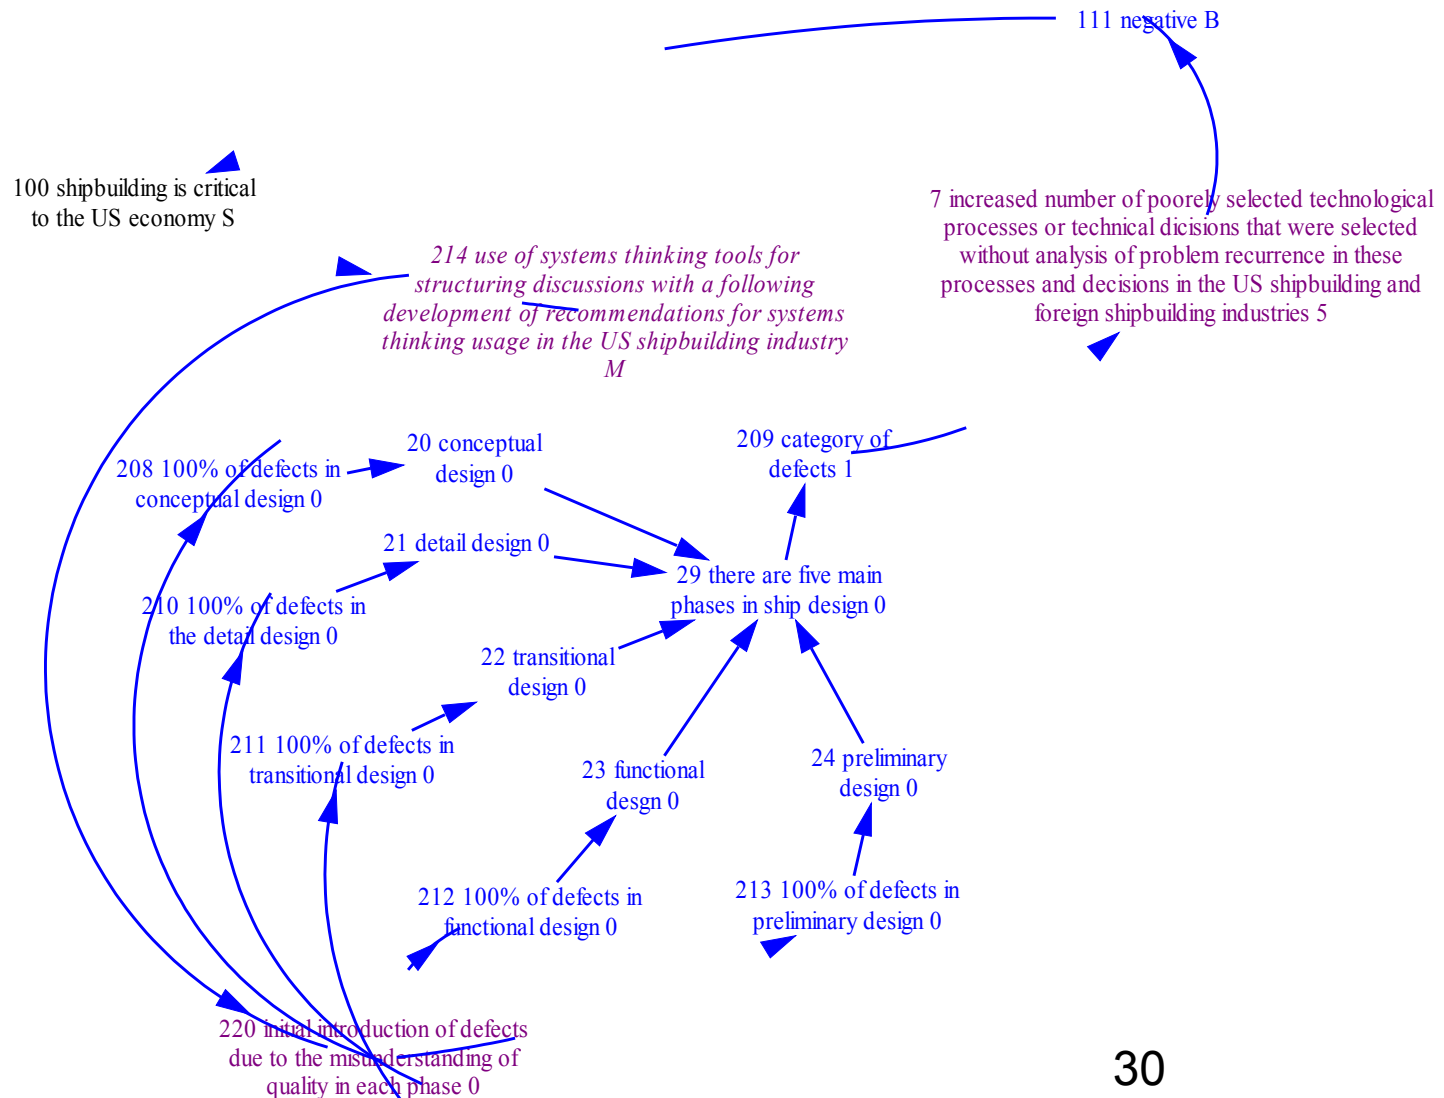 111 negative B
100 shipbuilding is critical
to the US economy S
7 increased number of poorely selected technological
processes or technical dicisions that were selected
without analysis of problem recurrence in these
processes and decisions in the US shipbuilding and
foreign shipbuilding industries 5
214 use of systems thinking tools for
structuring discussions with a following
development of recommendations for systems
thinking usage in the US shipbuilding industry
M
208 100% of defects in
conceptual design 0
20 conceptual
design 0
209 category of
defects 1
21 detail design 0
29 there are five main
phases in ship design 0
210 100% of defects in
the detail design 0
22 transitional
design 0
211 100% of defects in
transitional design 0
23 functional
desgn 0
24 preliminary
design 0
212 100% of defects in
functional design 0
213 100% of defects in
preliminary design 0
220 initial introduction of defects
due to the misunderstanding of
quality in each phase 0
30